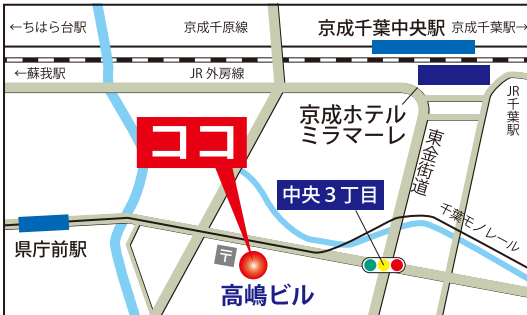 ←ちはら台駅
京成千原線
京成千葉中央駅
京成千葉駅→
←蘇我駅
JR 外房線
JR千葉駅
京成ホテル
ミラマーレ
東金街道
ココ
中央3丁目
千葉モノレール
県庁前駅
〒
高嶋ビル